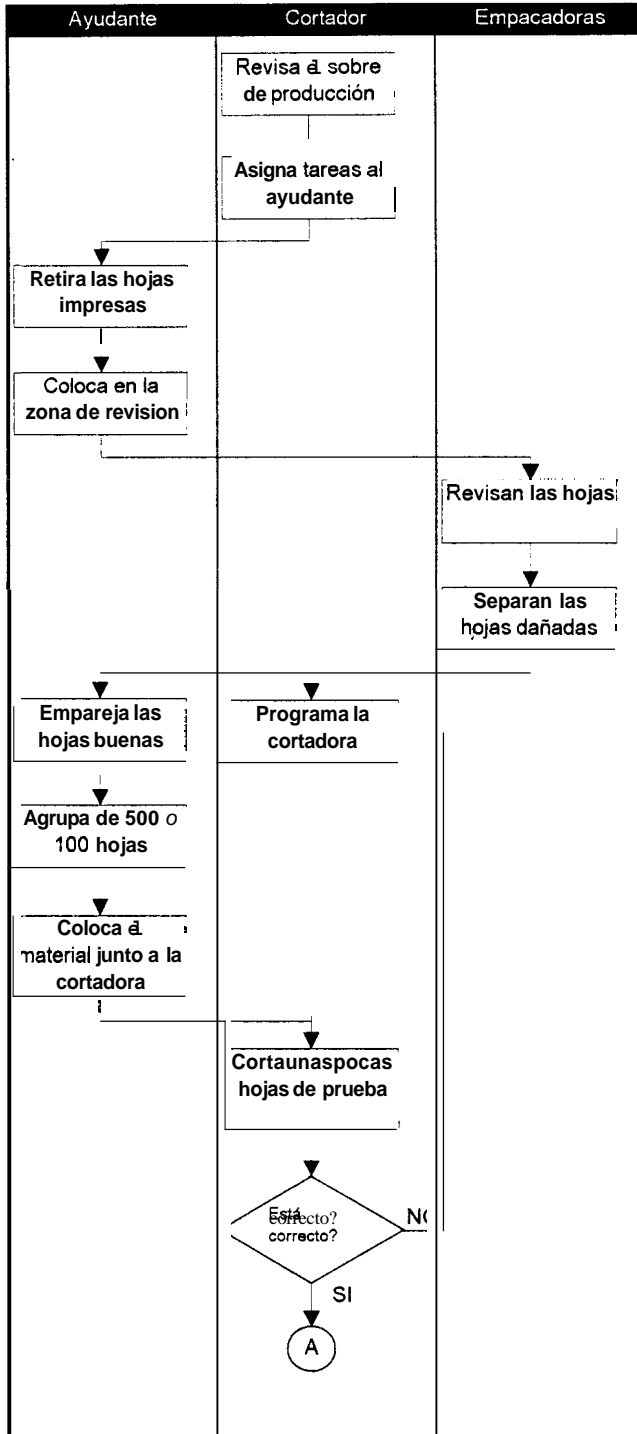 Ayudante Cortador Empacadoras
Revisa el sobre
de producción
Asigna tareas al
ayudante
Retira las hojas
impresas
Coloca en la
zona de revision
Revisan las hojas
Separan las
hojas dañadas
Empareja las
hojas buenas
Programa la
cortadora
Agrupa de 500 o
100 hojas
Coloca el
material junto a la
cortadora
Cortaunaspocas
hojas de prueba
Está
correcto?
correcto?
NO
SI
A